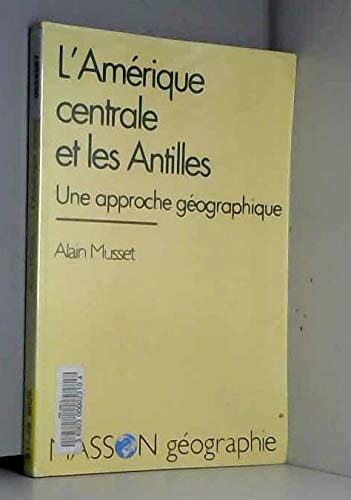 L'Amérique
centrale
et les Antilles
Une approche géographique
Alain Musset
MASSON géographie